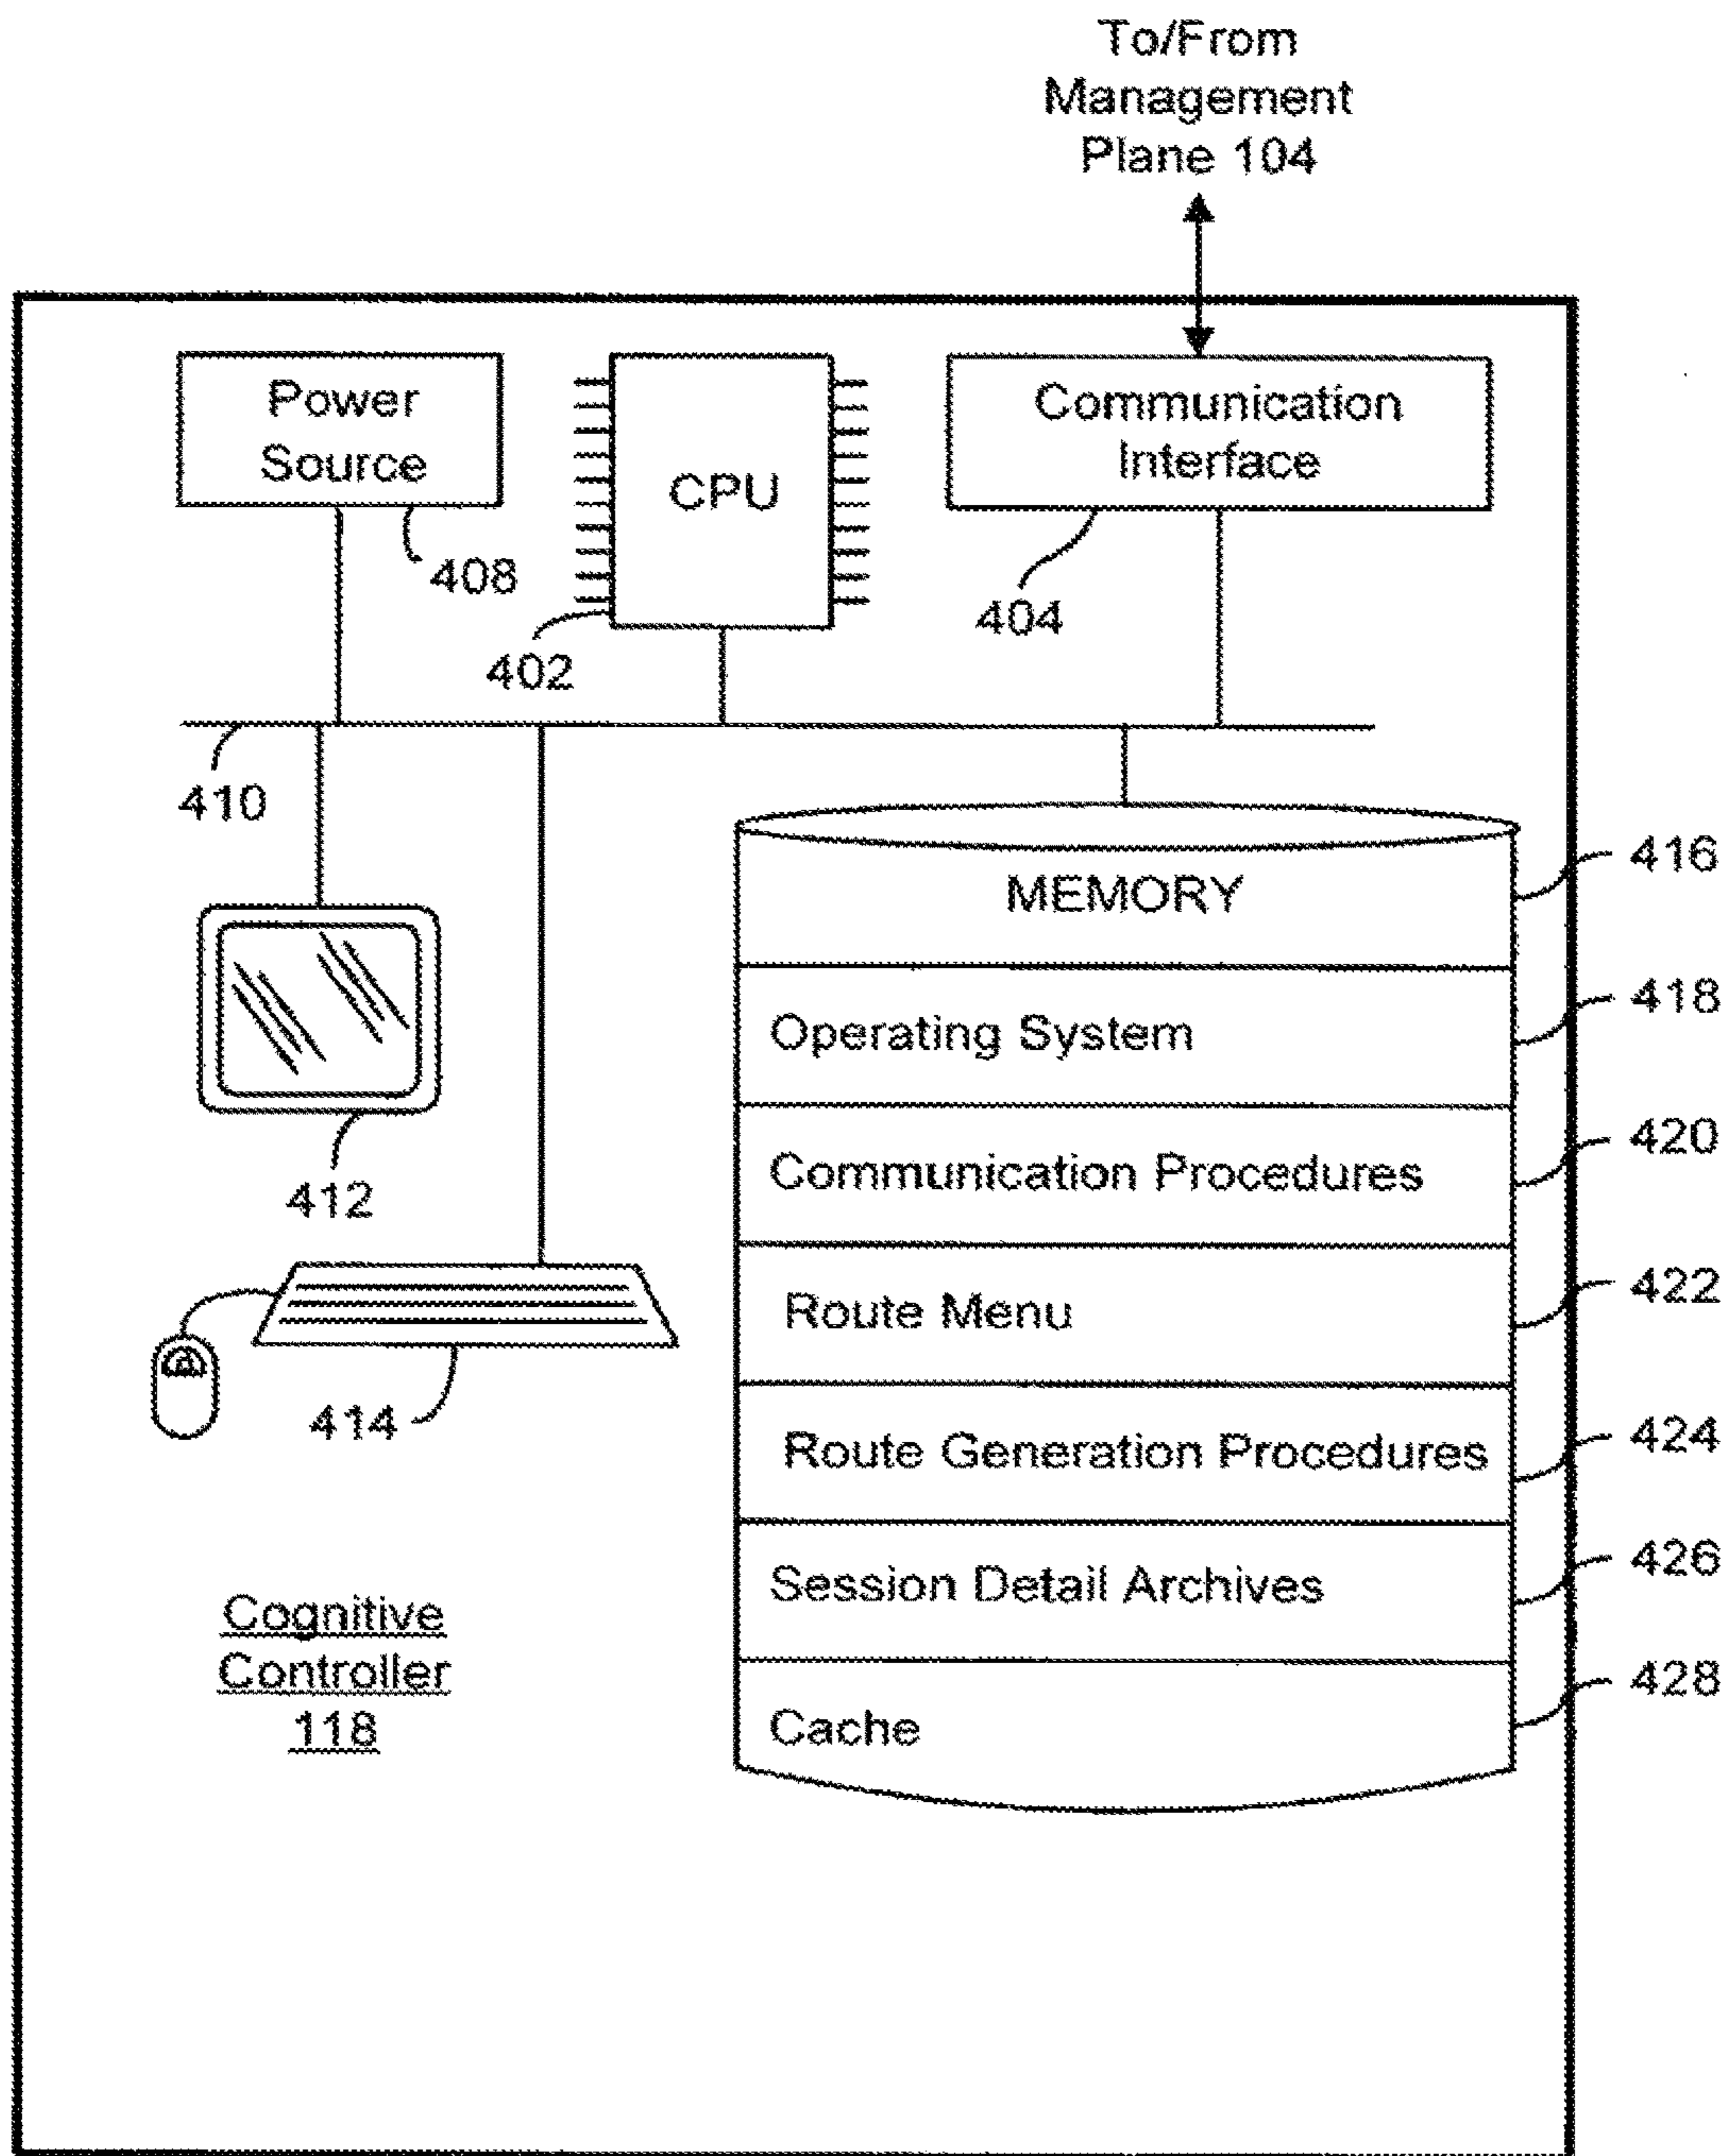 To/From
Management
Plane 104
Power
Source
CPU
Communication
Interface
408
402
404
410
MEMORY
416
Operating System
418
412
Communication Procedures
420
Route Menu
422
414
Route Generation Procedures
424
Session Detail Archives
426
Cognitive
Controller
118
Cache
428